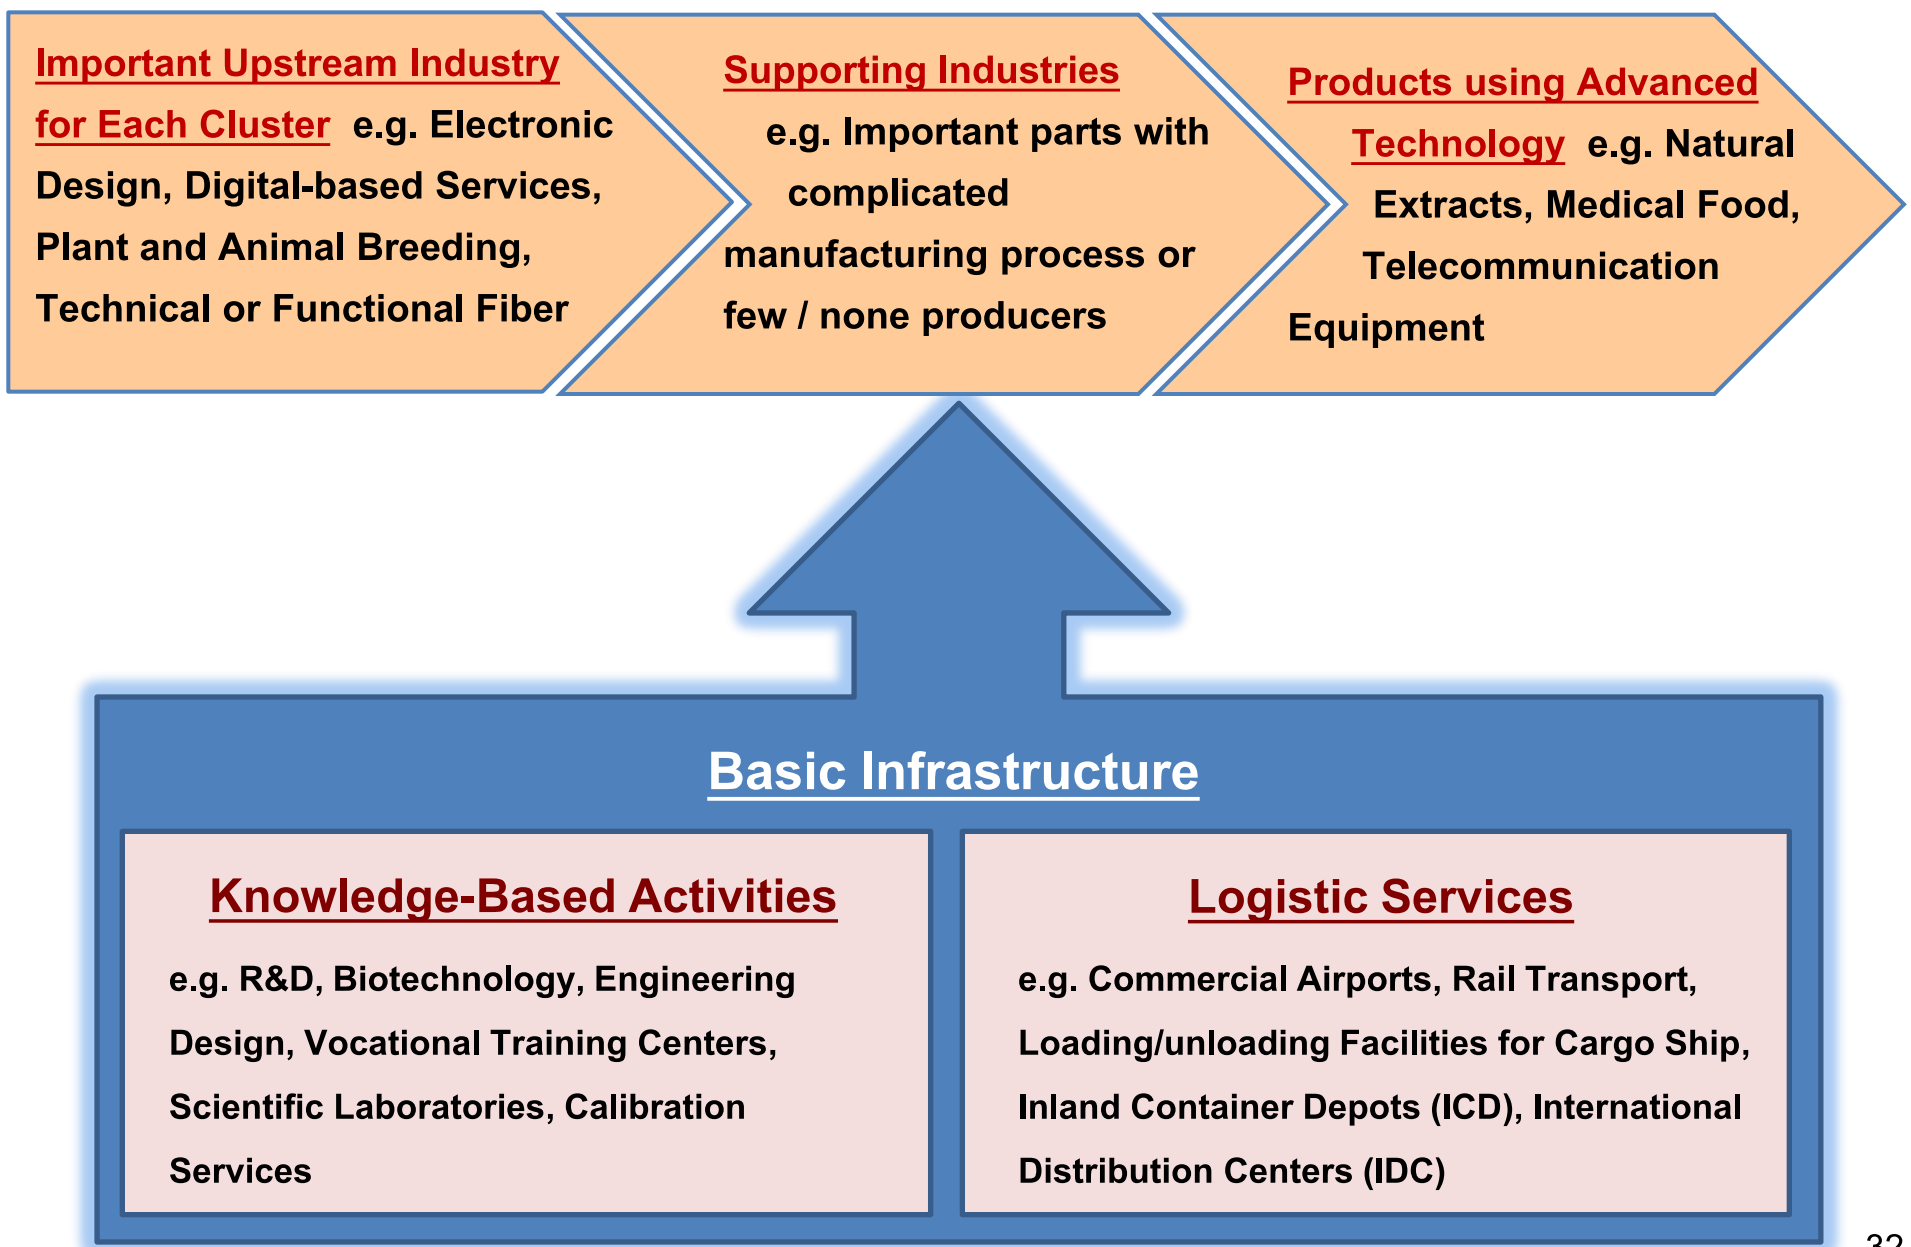 Important Upstream Industry
for Each Cluster e.g. Electronic
Design, Digital-based Services,
Plant and Animal Breeding,
Technical or Functional Fiber
Supporting Industries
e.g. Important parts with
complicated
manufacturing process or
few / none producers
Products using Advanced
Technology e.g. Natural
Extracts, Medical Food,
Telecommunication
Equipment
Basic Infrastructure
Knowledge-Based Activities
e.g. R&D, Biotechnology, Engineering
Design, Vocational Training Centers,
Scientific Laboratories, Calibration
Services
Logistic Services
e.g. Commercial Airports, Rail Transport,
Loading/unloading Facilities for Cargo Ship,
Inland Container Depots (ICD), International
Distribution Centers (IDC)
32